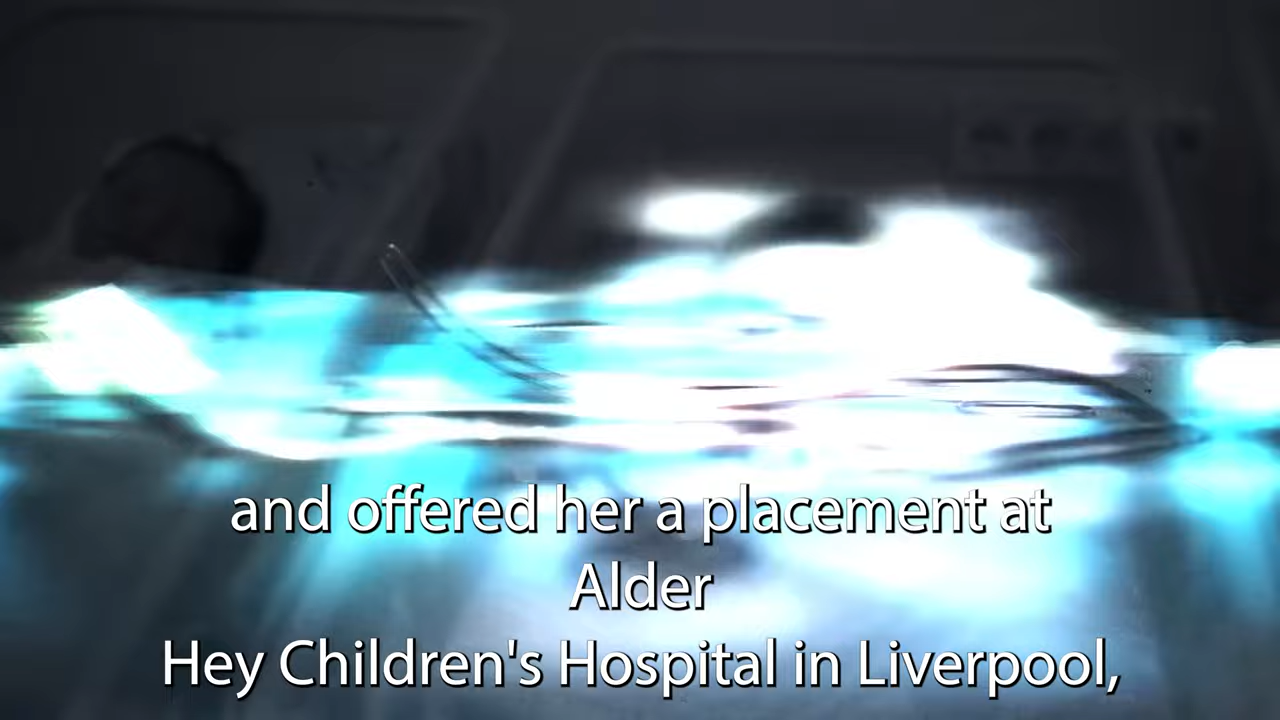 and offered her a placement at
Alder
Hey Children's Hospital in Liverpool,